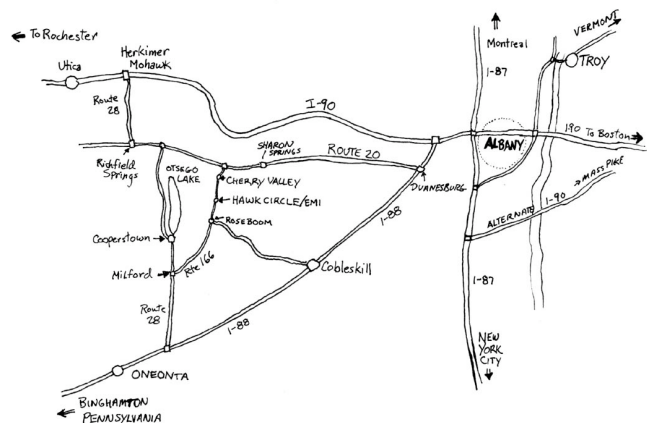 To Rochester
Utica
Herkimer
Mohawk
Route
28
I-90
Montreal
I-87
VERMONT
TROY
ALBANY
190 To Boston
Richfield
Springs
OTSEGO
LAKE
SHARON
SPRINGS
ROUTE 20
CHERRY VALLEY
HAWK CIRCLE/EMI
ROSEBOOM
DUANESBURG
I-88
MASS PIKE
ALTERNATE I-90
Cooperstown
Milford
Rte 166
Cobleskill
Route
28
I-88
I-87
NEW
YORK
CITY
ONEONTA
BINGHAMTON
PENNSYLVANIA